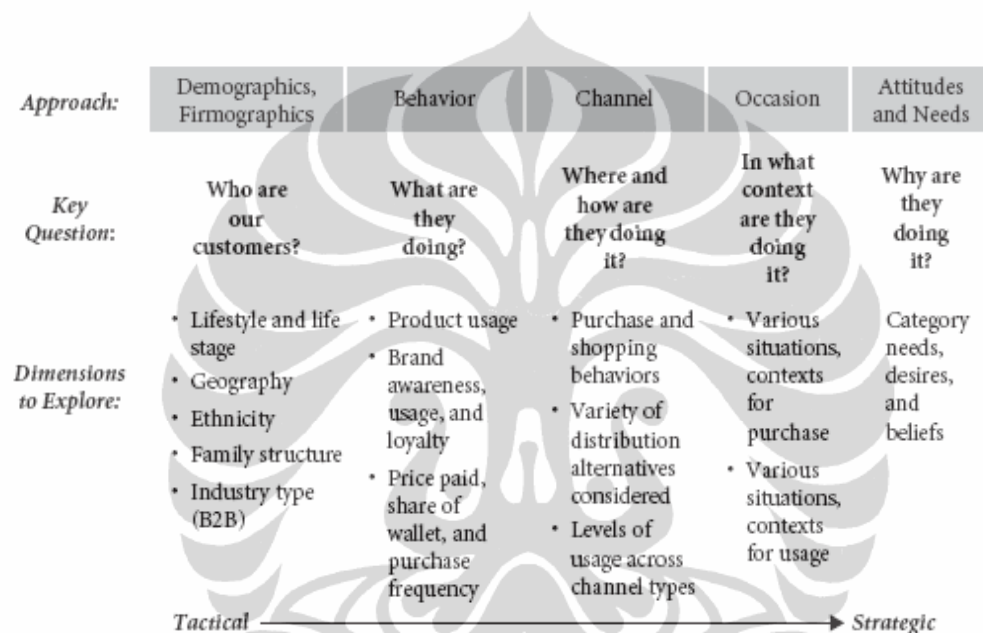 Approach:
Demographics,
Firmographics
Behavior
Channel
Occasion
Attitudes
and Needs
Key
Question:
Who are
our
customers?
What are
they
doing?
Where and
how are
they doing
it?
In what
context
are they
doing
it?
Why are
they
doing
it?
Dimensions
to Explore:
• Lifestyle and life
stage
• Geography
• Ethnicity
• Family structure
• Industry type
(B2B)
• Product usage
• Brand
awareness,
usage, and
loyalty
• Price paid,
share of
wallet, and
purchase
frequency
• Purchase and
shopping
behaviors
• Variety of
distribution
alternatives
considered
• Levels of
usage across
channel types
• Various
situations,
contexts
for
purchase
• Various
situations,
contexts
for usage
Category
needs,
desires,
and
beliefs
Tactical
Strategic